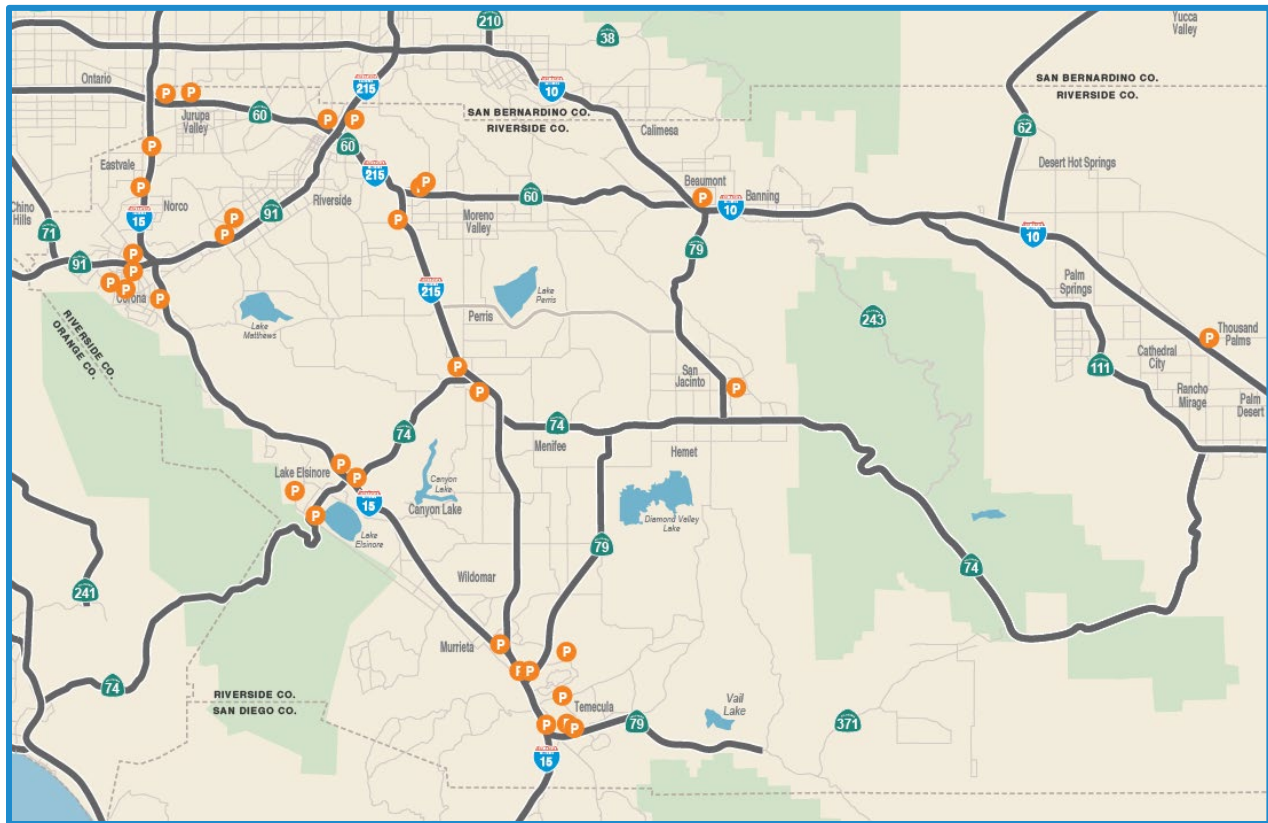 210
38
Yucca
Valley
Ontario
215
10
SAN BERNARDINO CO.
RIVERSIDE CO.
P
P
Jurupa
Valley
60
SAN BERNARDINO CO.
RIVERSIDE CO.
P
P
60
Calimesa
62
Eastvale
P
Desert Hot Springs
215
P
Norco
Riverside
P
Beaumont
P
Banning
10
60
Chino
Hills
15
P
P
91
P
Moreno
Valley
71
10
91
P
P
P
P
Corona
P
79
Palm
Springs
215
Lake
Perris
Lake
Matthews
Perris
243
RIVERSIDE CO.
ORANGE CO.
P
Thousand
Palms
Cathedral
City
111
P
P
San
Jacinto
P
Rancho
Mirage
Palm
Desert
74
74
Menifee
Hemet
Lake Elsinore
P
P
P
P
Canyon
Lake
Canyon Lake
15
Lake
Elsinore
Diamond Valley
Lake
79
74
241
Wildomar
Murrieta
P
P
P
P
74
RIVERSIDE CO.
SAN DIEGO CO.
P
Temecula
Vail
Lake
P
P
P
79
371
15